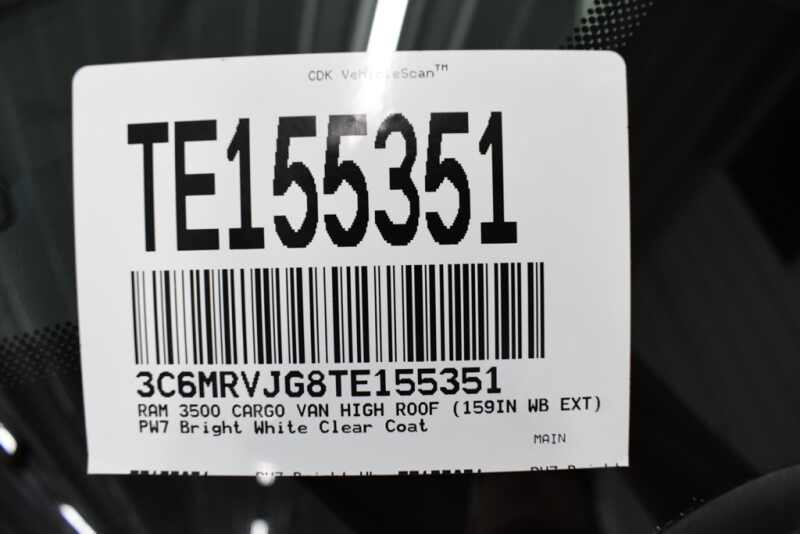 CDK VehicleScan™
TE155351
3C6MRVJG8TE155351
RAM 3500 CARGO VAN HIGH ROOF (159IN WB EXT)
PW7 Bright White Clear Coat
MAIN